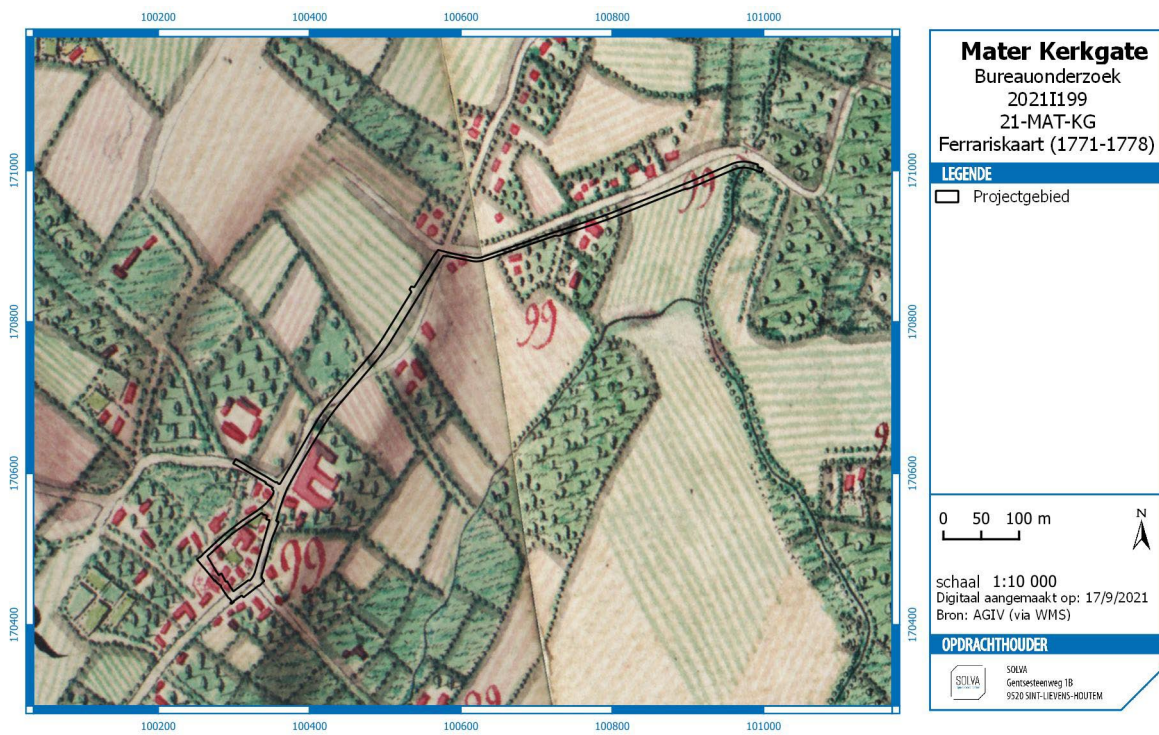 100200 100400 100600 100800 101000
171000
170800
170600
170400
171000
170800
170600
170400
99
99
99
99
9
100200 100400 100600 100800 101000
Mater Kerkgate
Bureauonderzoek
2021I199
21-MAT-KG
Ferrariskaart (1771-1778)
LEGENDE
Projectgebied
0 50 100 m
N
schaal 1:10 000
Digitaal aangemaakt op: 17/9/2021
Bron: AGIV (via WMS)
OPDRACHTHOUDER
SOLVA
SOLVA
Gentsesteenweg 1B
9520 SINT-LIEVENS-HOUTEM